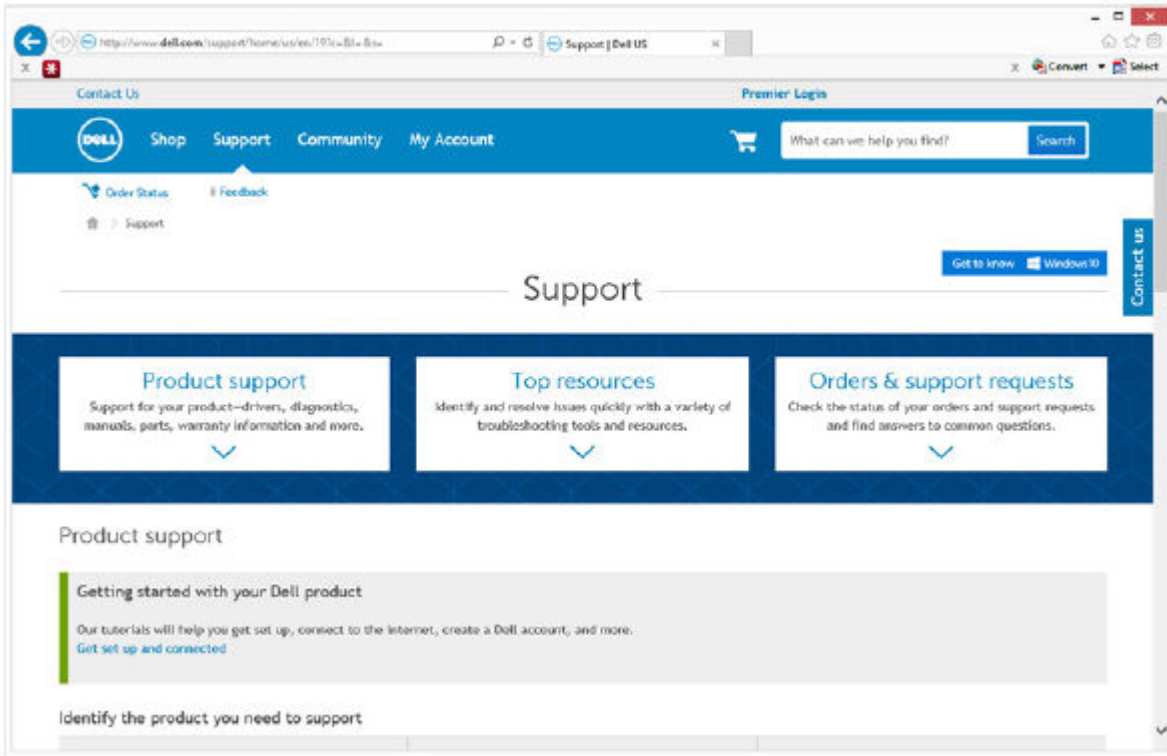 http://www.dell.com/support/home/us/en/19?c=&l=&s=
Support | Dell US
Convert
Select
Contact Us
Premier Login
DELL
Shop
Support
Community
My Account
What can we help you find?
Search
Order Status
Feedback
Support
Get to know Windows 10
Contact us
Support
Product support
Support for your product—drivers, diagnostics,
manuals, parts, warranty information and more.
Top resources
Identify and resolve issues quickly with a variety of
troubleshooting tools and resources.
Orders & support requests
Check the status of your orders and support requests
and find answers to common questions.
Product support
Getting started with your Dell product
Our tutorials will help you get set up, connect to the internet, create a Dell account, and more.
Get set up and connected
Identify the product you need to support